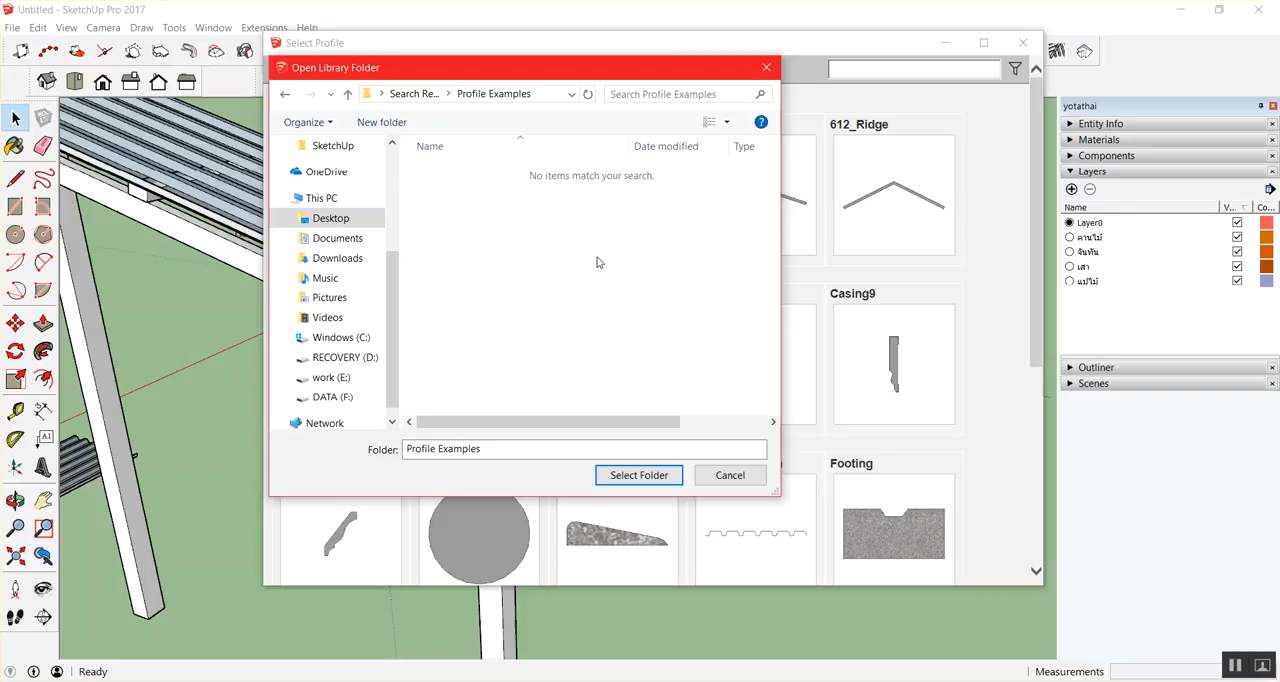 Untitled - SketchUp Pro 2017
File Edit View Camera Draw Tools Window Extensions Help
Select Profile
Open Library Folder
Search Re... Profile Examples
Search Profile Examples
Organize
New folder
Name
Date modified
Type
No items match your search.
SketchUp
OneDrive
This PC
Desktop
Documents
Downloads
Music
Pictures
Videos
Windows (C:)
RECOVERY (D:)
work (E:)
DATA (F:)
Network
Folder:
Profile Examples
Select Folder
Cancel
612_Ridge
Casing9
Footing
yotathai
Entity Info
Materials
Components
Layers
Name V... Co...
Layer0
คานไม้
จันทัน
เสา
แปไม้
Outliner
Scenes
A1
Ready
Measurements